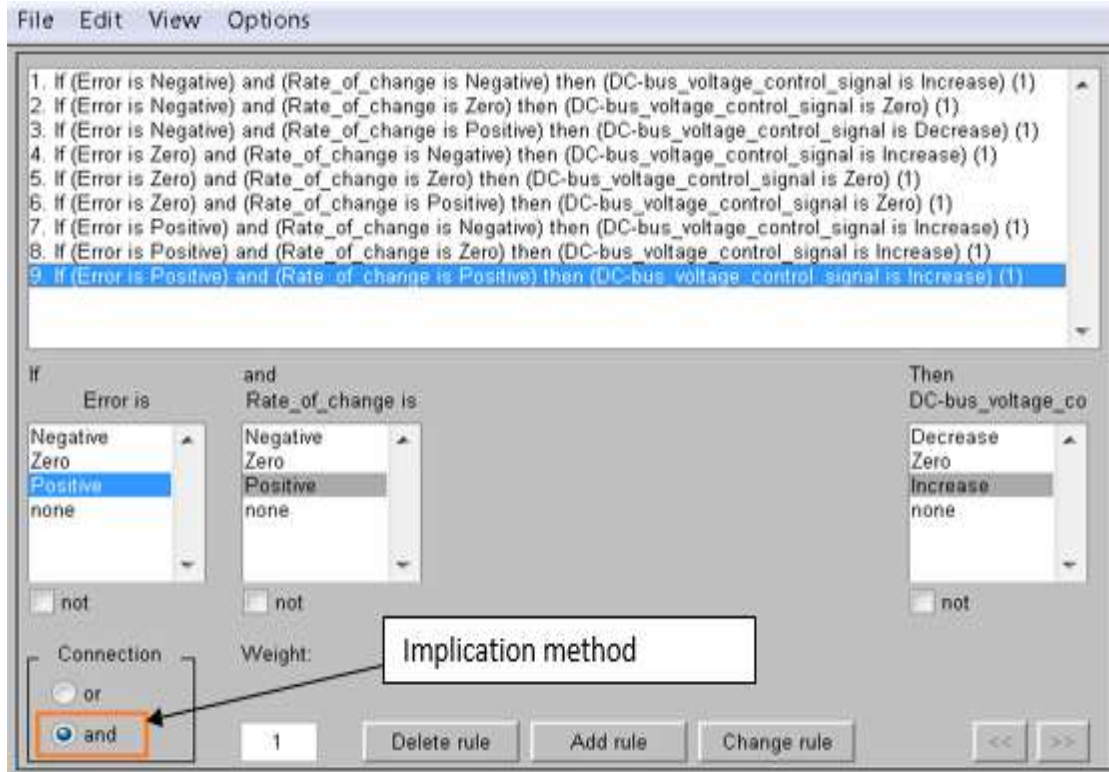 File Edit View Options
1. If (Error is Negative) and (Rate_of_change is Negative) then (DC-bus_voltage_control_signal is Increase) (1)
2. If (Error is Negative) and (Rate_of_change is Zero) then (DC-bus_voltage_control_signal is Zero) (1)
3. If (Error is Negative) and (Rate_of_change is Positive) then (DC-bus_voltage_control_signal is Decrease) (1)
4. If (Error is Zero) and (Rate_of_change is Negative) then (DC-bus_voltage_control_signal is Increase) (1)
5. If (Error is Zero) and (Rate_of_change is Zero) then (DC-bus_voltage_control_signal is Zero) (1)
6. If (Error is Zero) and (Rate_of_change is Positive) then (DC-bus_voltage_control_signal is Zero) (1)
7. If (Error is Positive) and (Rate_of_change is Negative) then (DC-bus_voltage_control_signal is Increase) (1)
8. If (Error is Positive) and (Rate_of_change is Zero) then (DC-bus_voltage_control_signal is Increase) (1)
9. If (Error is Positive) and (Rate_of_change is Positive) then (DC-bus_voltage_control_signal is Increase) (1)
If
Error is
Negative
Zero
Positive
none
not
and
Rate_of_change is
Negative
Zero
Positive
none
not
Then
DC-bus_voltage_co
Decrease
Zero
Increase
none
not
Connection
or
and
Weight:
1
Implication method
Delete rule
Add rule
Change rule
<<
>>